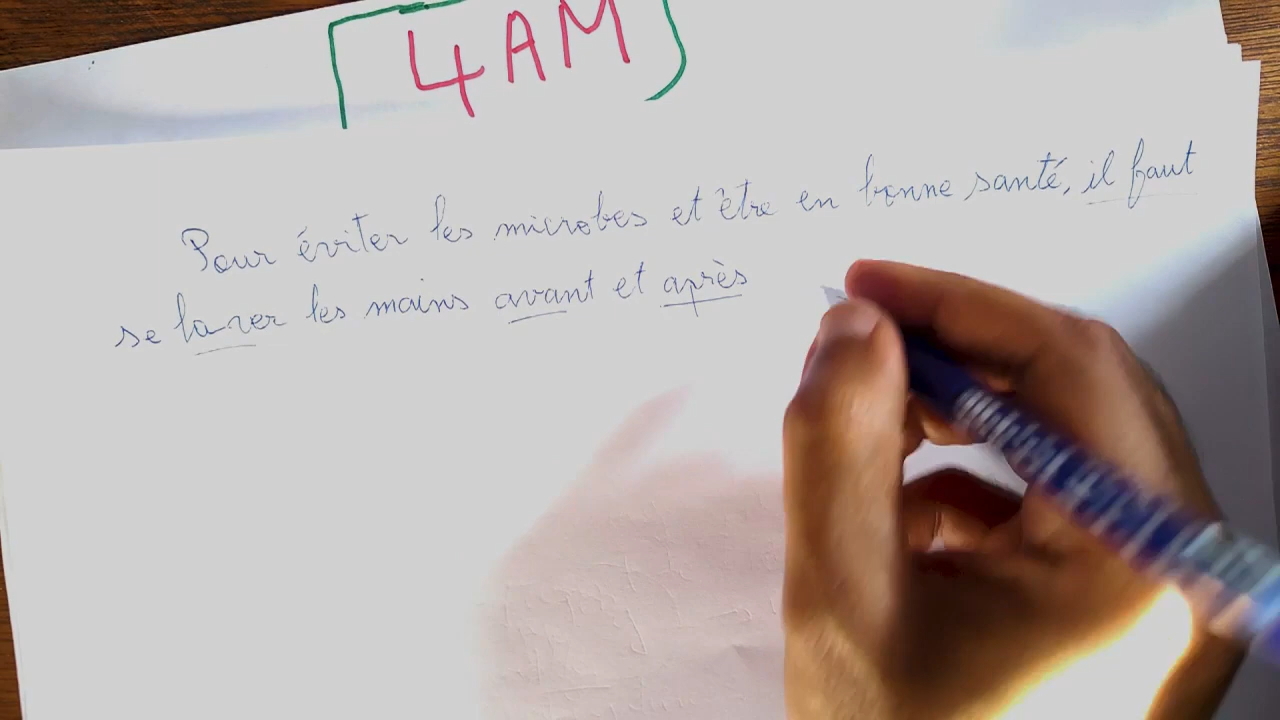 4AM
Pour éviter les microbes et être en bonne santé, il faut
se laver les mains avant et après